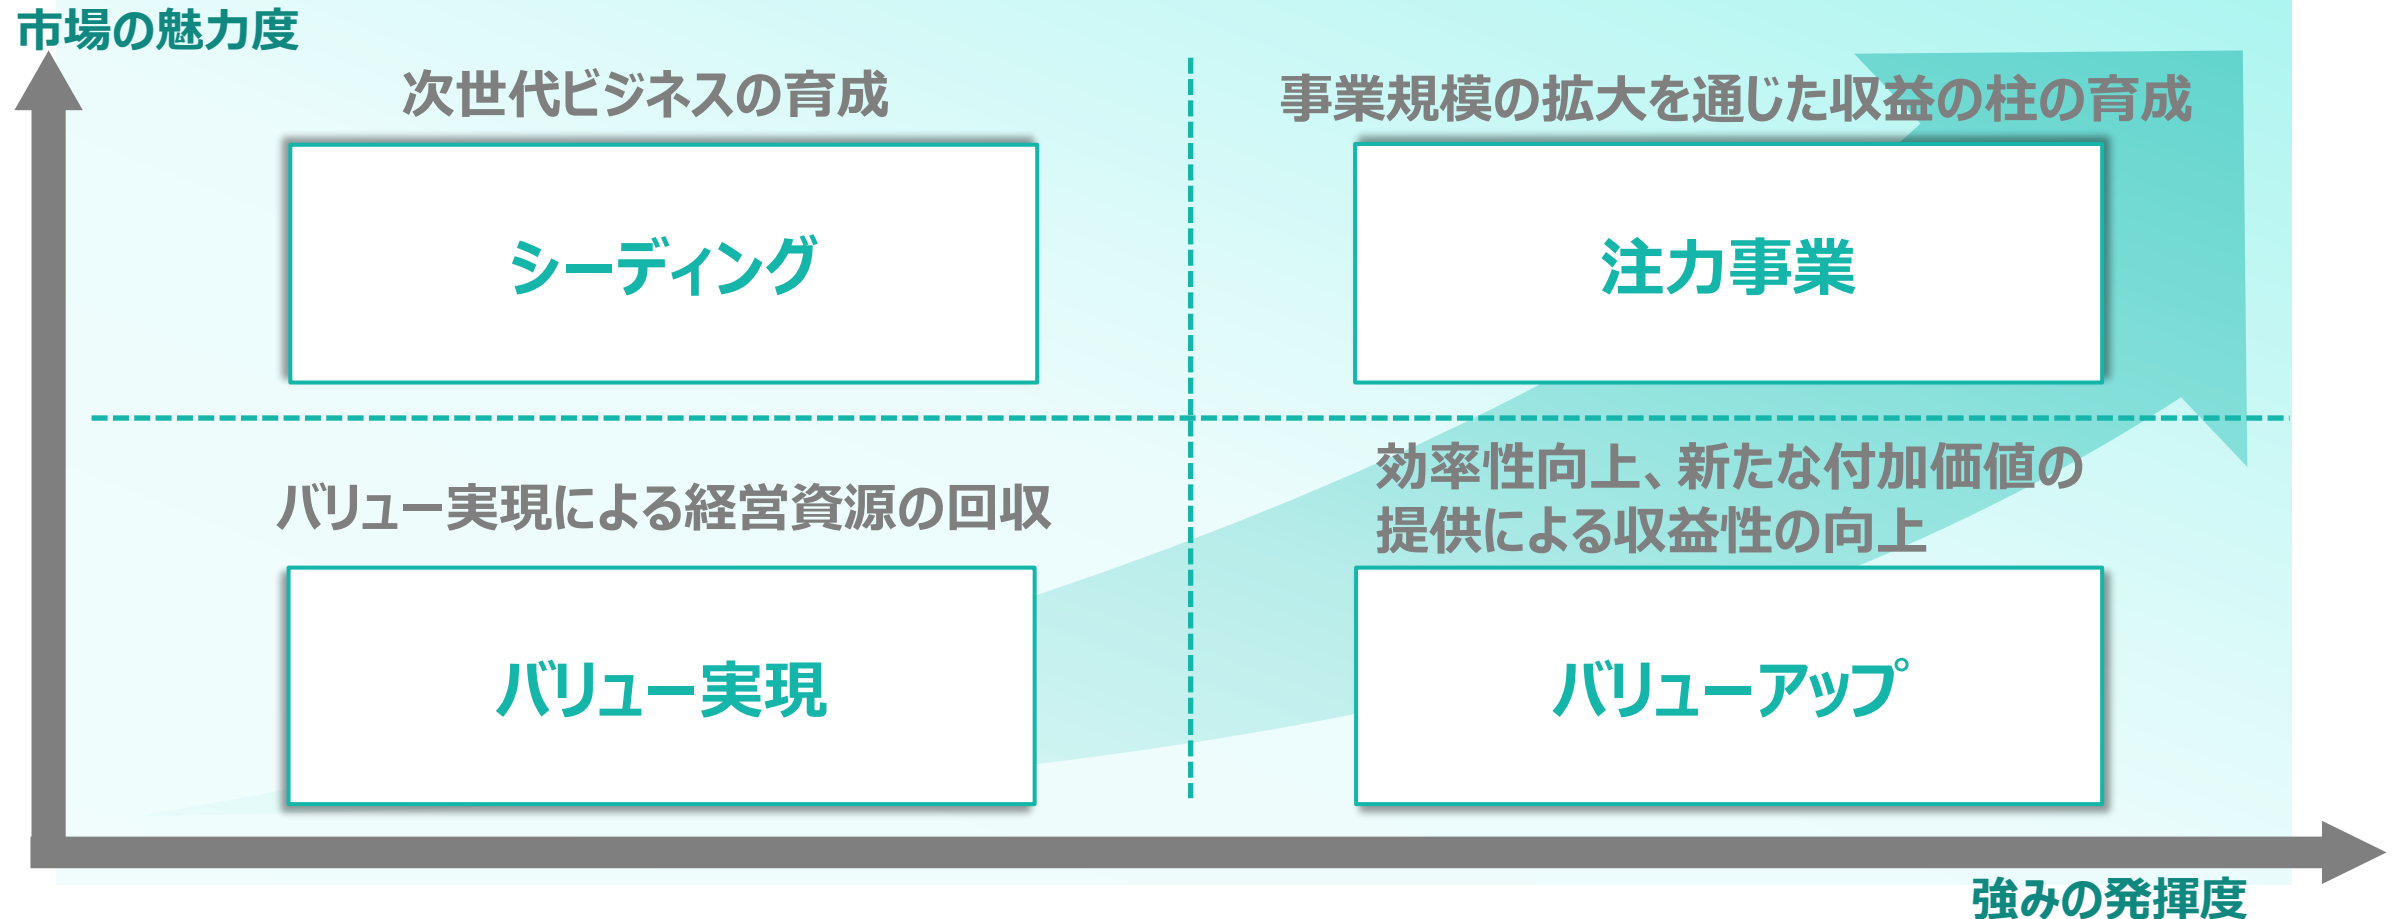 市場の魅力度
次世代ビジネスの育成
事業規模の拡大を通じた収益の柱の育成
シーディング
注力事業
バリュー実現による経営資源の回収
効率性向上、新たな付加価値の
提供による収益性の向上
バリュー実現
バリューアップ
強みの発揮度